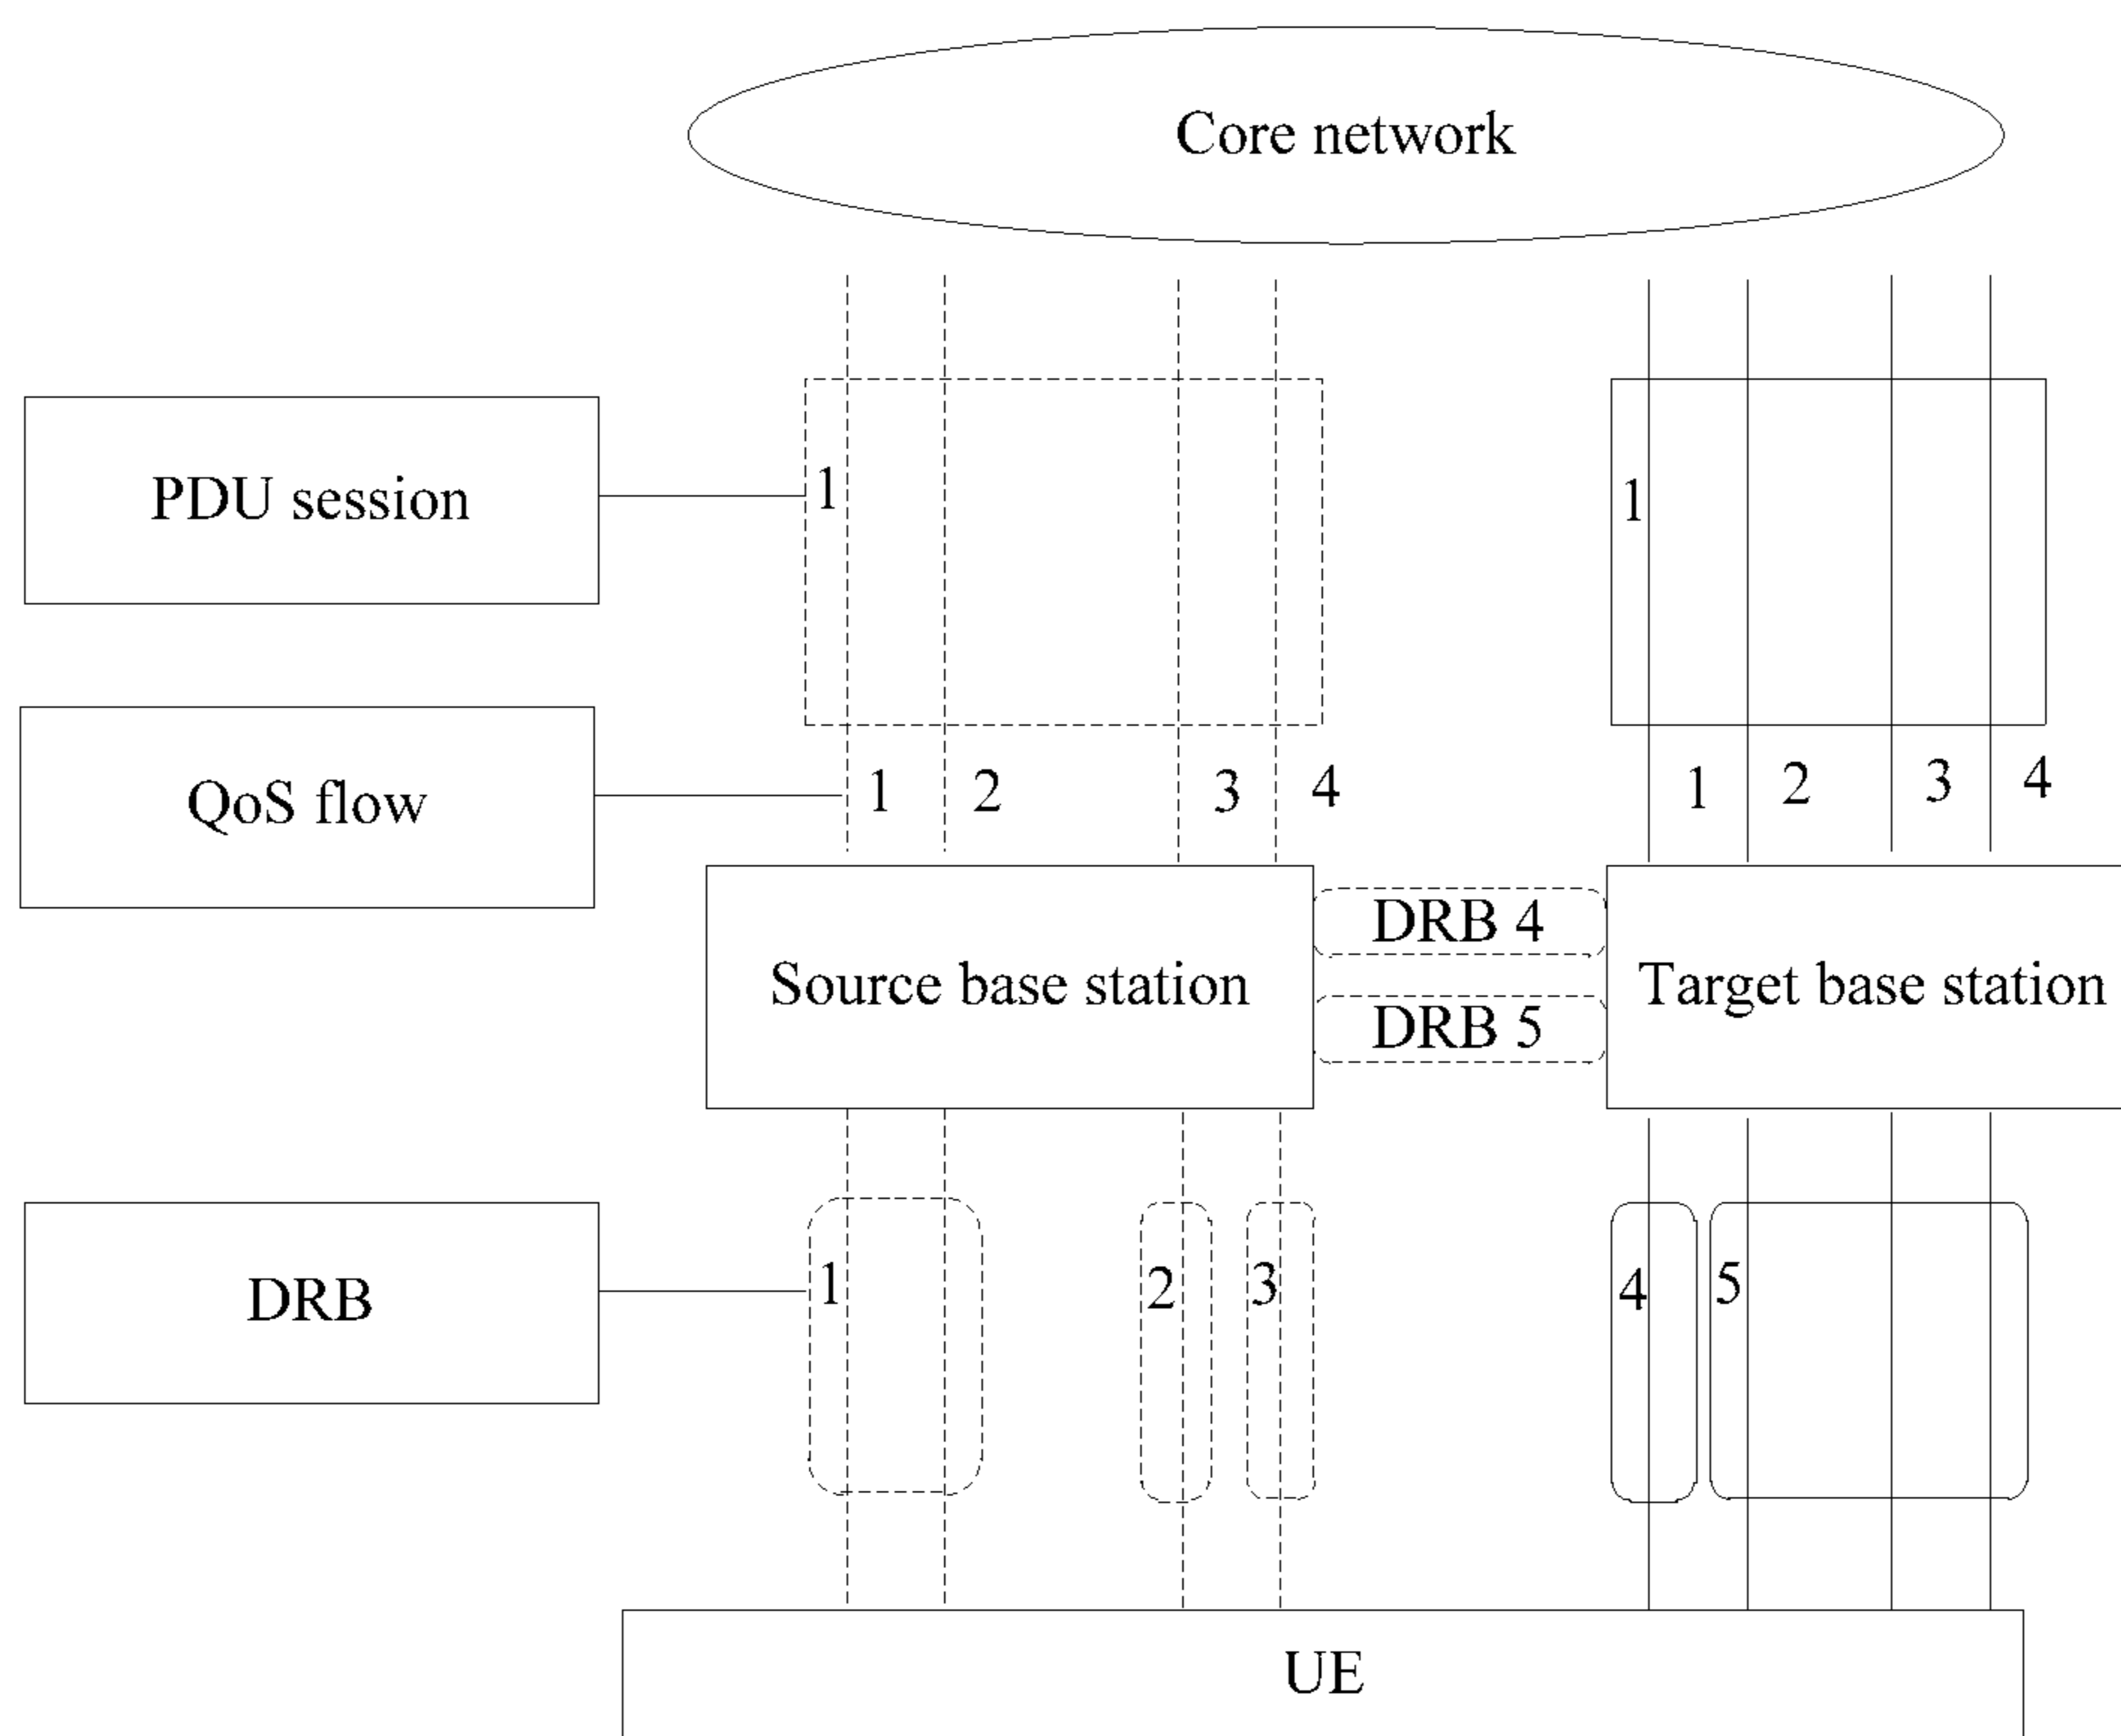 Core network
PDU session
1
1
QoS flow
1 2 3 4
1 2 3 4
DRB 4
Source base station
Target base station
DRB 5
DRB
1
2
3
4
5
UE